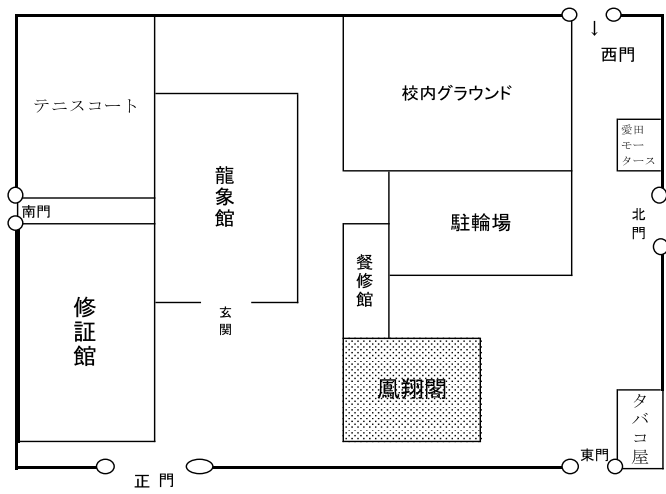 西門
校内グラウンド
テニスコート
愛田
モー
タース
龍象館
南門
北門
駐輪場
餐修館
修証館
玄関
鳳翔閣
タバコ屋
東門
正門